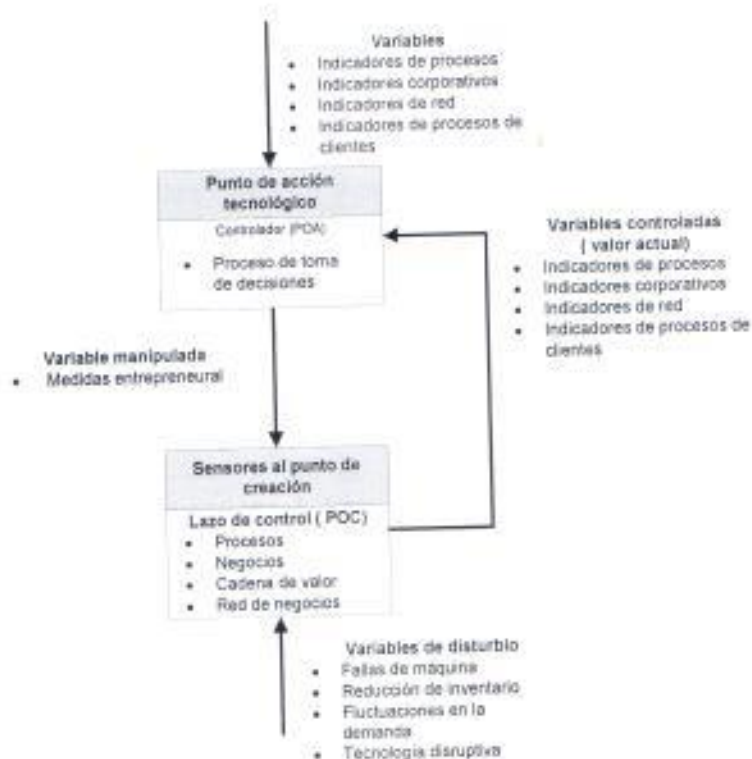 Variables
• Indicadores de procesos
• Indicadores corporativos
• Indicadores de red
• Indicadores de procesos de
clientes
Punto de acción
tecnológico
Controlador (POA)
• Proceso de toma
de decisiones
Variables controladas
( valor actual)
• Indicadores de procesos
• Indicadores corporativos
• Indicadores de red
• Indicadores de procesos de
clientes
Variable manipulada
• Medidas entrepreneural
Sensores al punto de
creación
Lazo de control ( POC)
• Procesos
• Negocios
• Cadena de valor
• Red de negocios
Variables de disturbio
• Fallas de máquina
• Reducción de inventario
• Fluctuaciones en la
demanda
• Tecnología disruptiva